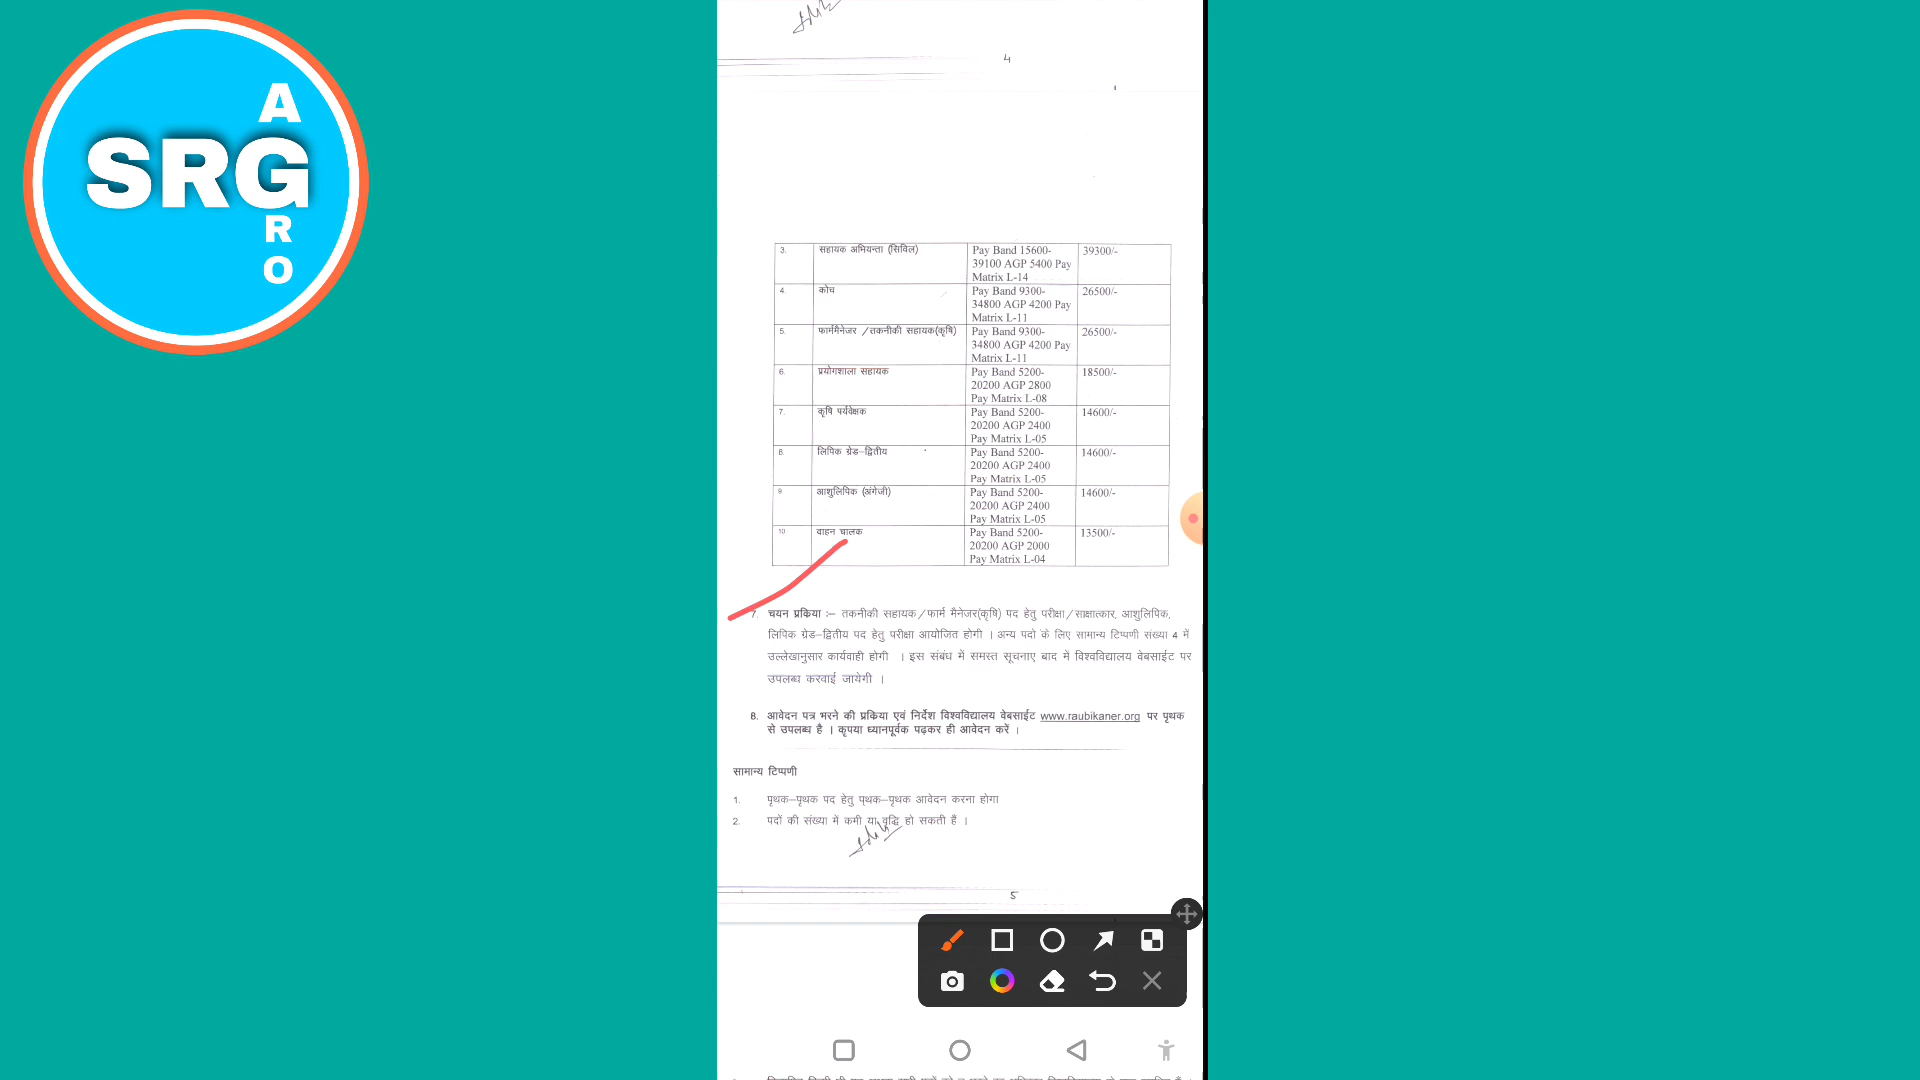 A
SRG
R
O
4
3. सहायक अभियन्ता (सिविल) Pay Band 15600- 39300/-
39100 AGP 5400 Pay
Matrix L-14
4. कोच Pay Band 9300- 26500/-
34800 AGP 4200 Pay
Matrix L-11
5. फार्ममैनेजर /तकनीकी सहायक(कृषि) Pay Band 9300- 26500/-
34800 AGP 4200 Pay
Matrix L-11
6. प्रयोगशाला सहायक Pay Band 5200- 18500/-
20200 AGP 2800
Pay Matrix L-08
7. कृषि पर्यवेक्षक Pay Band 5200- 14600/-
20200 AGP 2400
Pay Matrix L-05
8. लिपिक ग्रेड–द्वितीय Pay Band 5200- 14600/-
20200 AGP 2400
Pay Matrix L-05
9 आशुलिपिक (अंगेजी) Pay Band 5200- 14600/-
20200 AGP 2400
Pay Matrix L-05
10. वाहन चालक Pay Band 5200- 13500/-
20200 AGP 2000
Pay Matrix L-04
7. चयन प्रकिया :– तकनीकी सहायक/फार्म मैनेजर(कृषि) पद हेतु परीक्षा/साक्षात्कार, आशुलिपिक,
लिपिक ग्रेड–द्वितीय पद हेतु परीक्षा आयोजित होगी । अन्य पदो के लिए सामान्य टिप्पणी संख्या 4 में
उल्लेखानुसार कार्यवाही होगी । इस संबंध में समस्त सूचनाए बाद में विश्वविद्यालय वेबसाईट पर
उपलब्ध करवाई जायेगी ।
8. आवेदन पत्र भरने की प्रकिया एवं निर्देश विश्वविद्यालय वेबसाईट www.raubikaner.org पर पृथक
से उपलब्ध है । कृपया ध्यानपूर्वक पढ़कर ही आवेदन करें ।
सामान्य टिप्पणी
1. पृथक–पृथक पद हेतु पृथक–पृथक आवेदन करना होगा
2. पदों की संख्या में कमी या वृद्धि हो सकती हैं ।
5